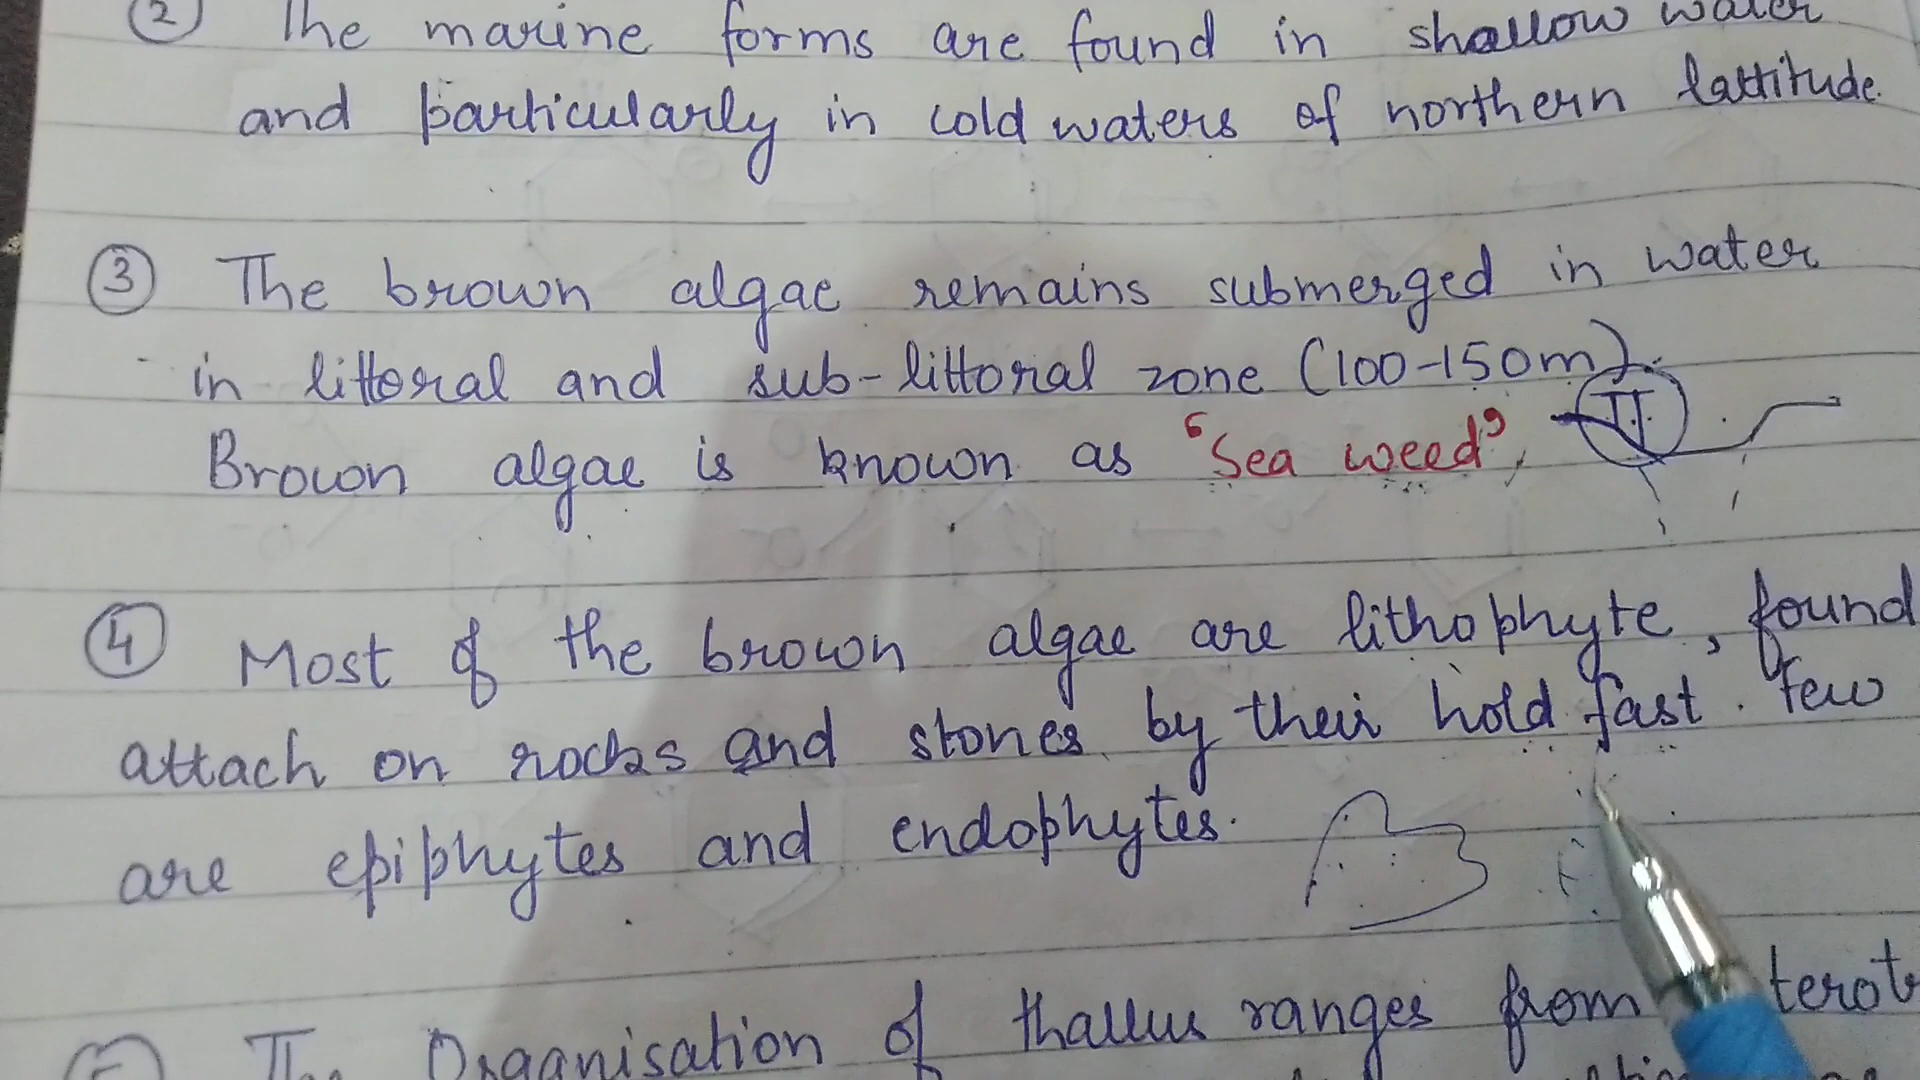 ② The marine forms are found in shallow water
and particularly in cold waters of northern lattitude.
③ The brown algae remains submerged in water
in littoral and sub-littoral zone (100-150m).
Brown algae is known as 'Sea weed',
④ Most of the brown algae are lithophyte, found
attach on rocks and stones by their hold fast. Few
are epiphytes and endophytes.
Organisation of thallus ranges from